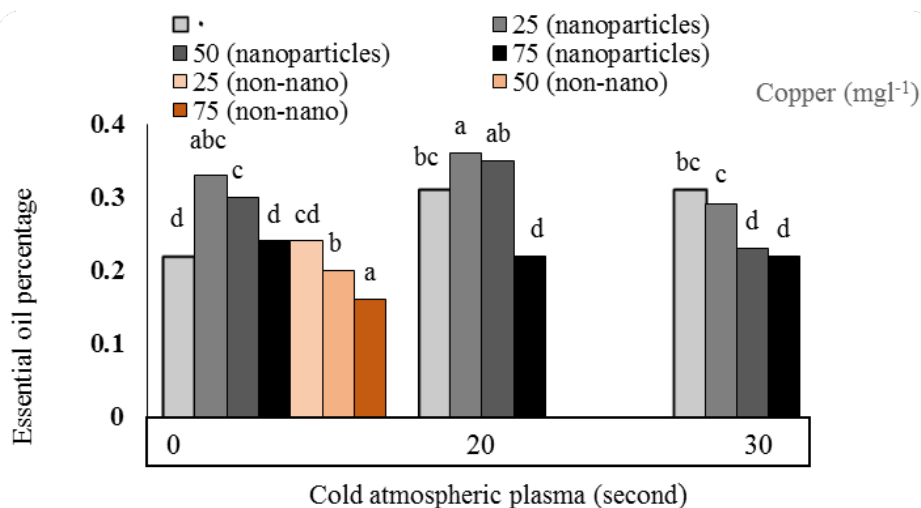 ·
25 (nanoparticles)
50 (nanoparticles)
75 (nanoparticles)
25 (non-nano)
50 (non-nano)
75 (non-nano)
Copper (mgl⁻¹)
Essential oil percentage
0.4
0.3
0.2
0.1
0
d abc c d cd b a
bc a ab d
bc c d d
0 20 30
Cold atmospheric plasma (second)